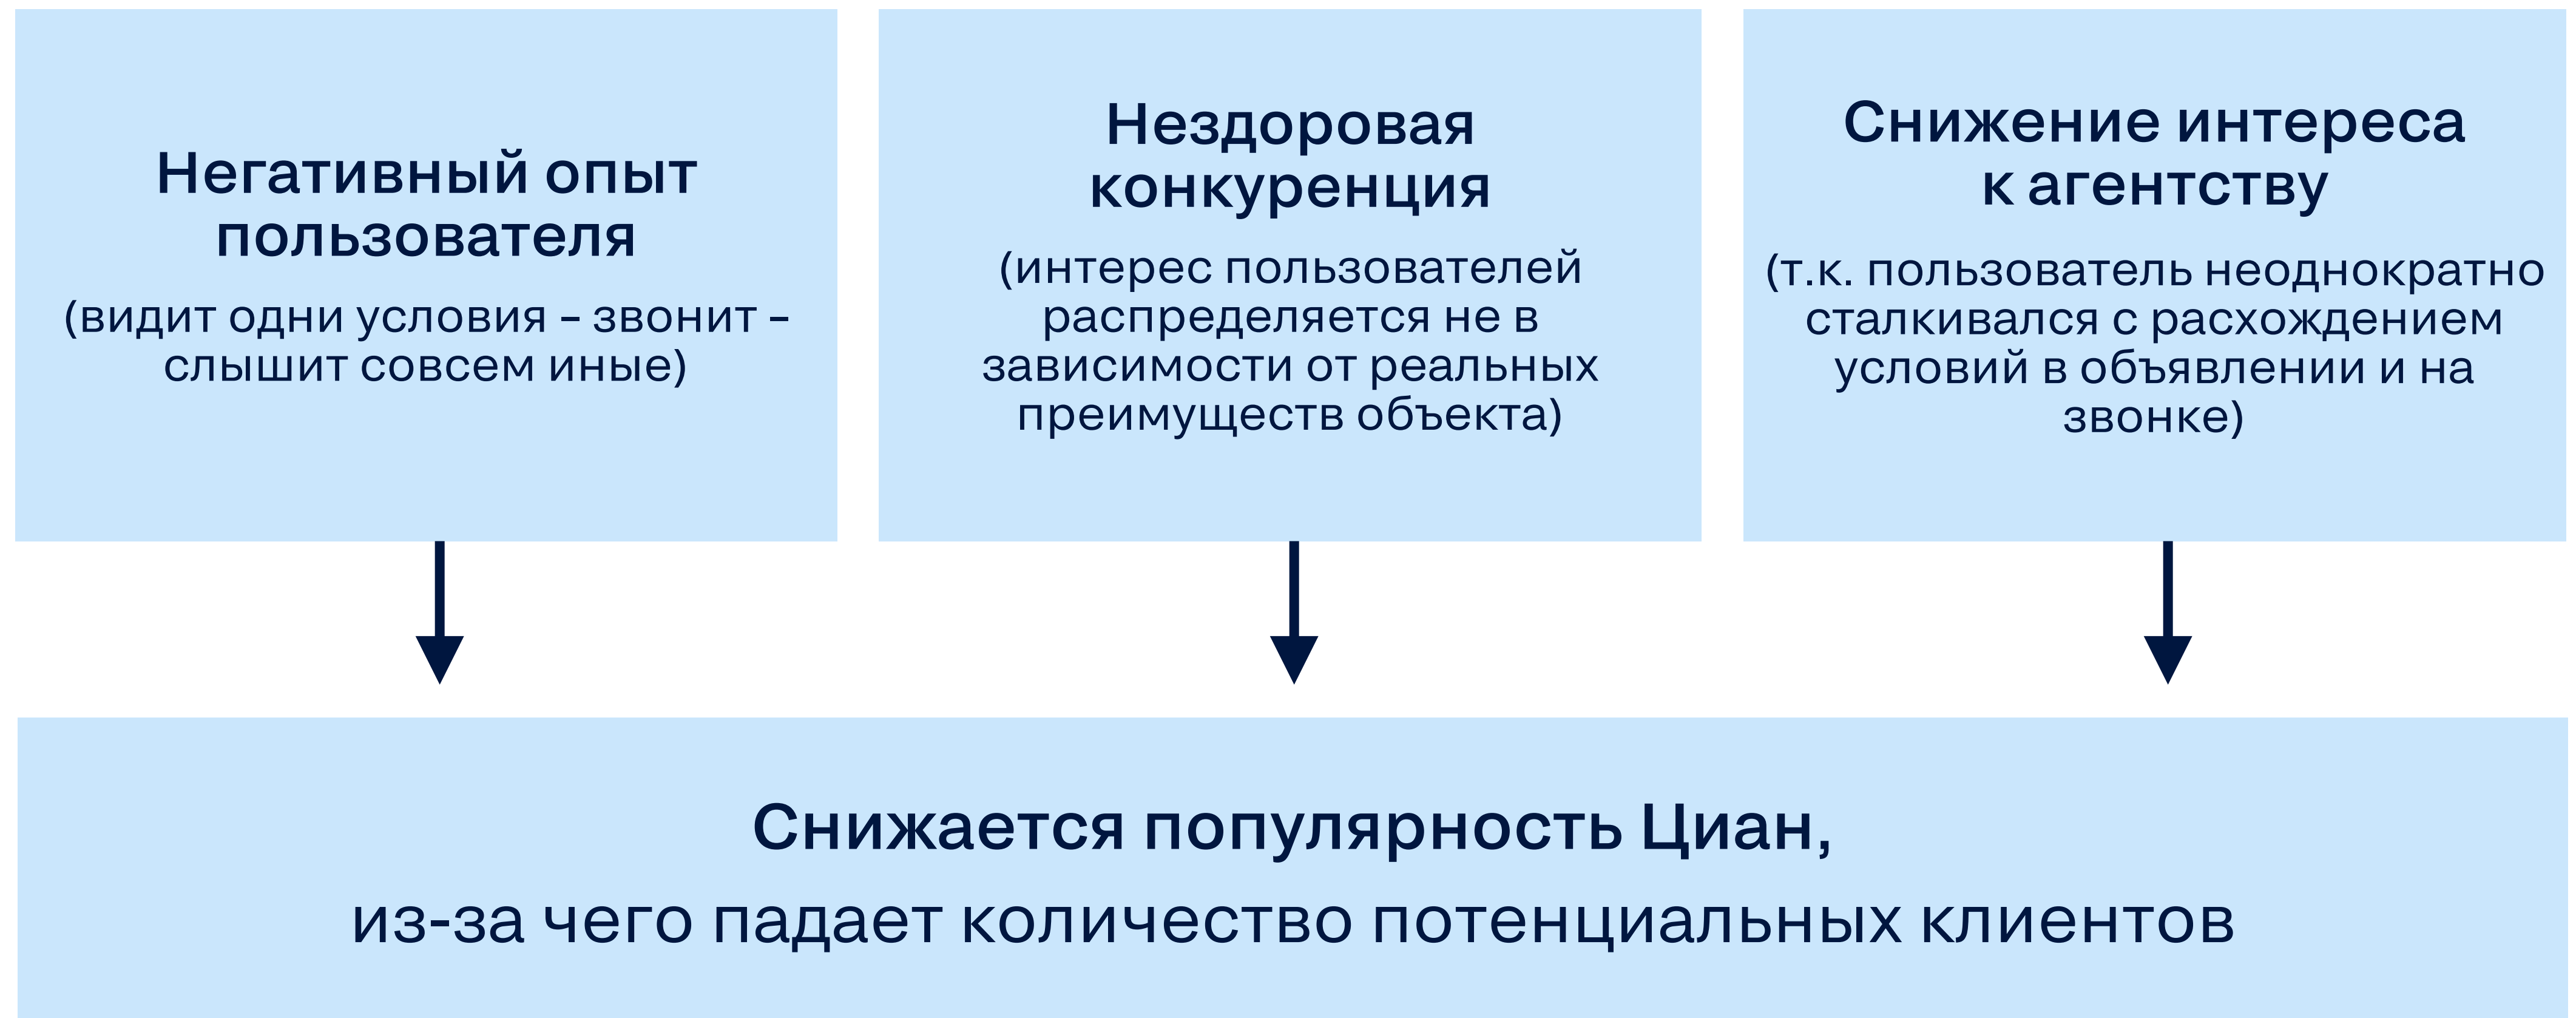 Негативный опыт
пользователя
(видит одни условия – звонит –
слышит совсем иные)
Нездоровая
конкуренция
(интерес пользователей
распределяется не в
зависимости от реальных
преимуществ объекта)
Снижение интереса
к агентству
(т.к. пользователь неоднократно
сталкивался с расхождением
условий в объявлении и на
звонке)
Снижается популярность Циан,
из-за чего падает количество потенциальных клиентов